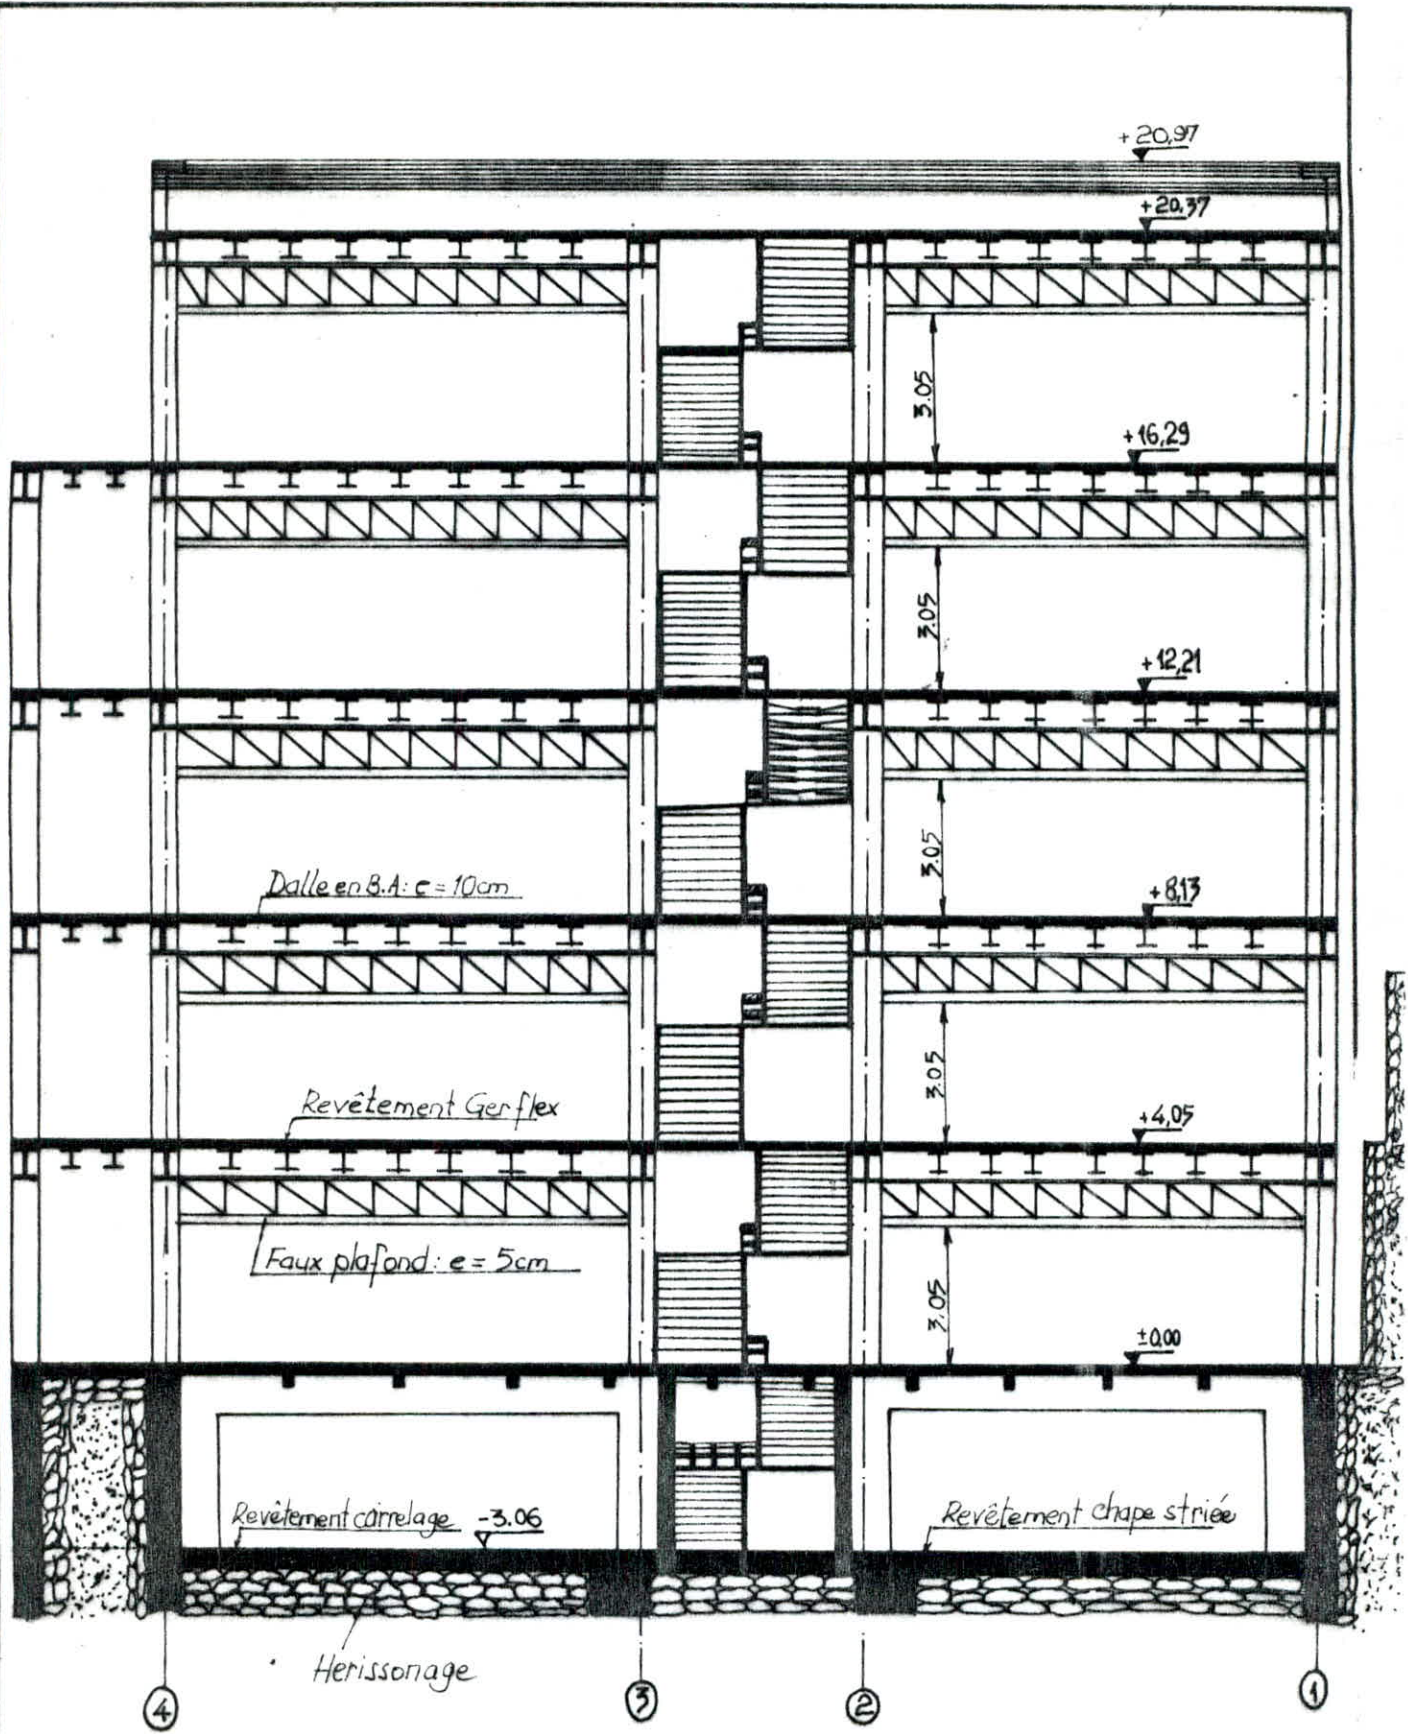 +20,97
+20,37
3.05
+16,29
3.05
+12,21
3.05
Dalle en B.A: e = 10cm
+8,13
3.05
Revêtement Gerflex
+4,05
Faux plafond: e = 5cm
3.05
±0.00
Revêtement carrelage -3.06
Revêtement chape striée
Herissonage
4 3 2 1